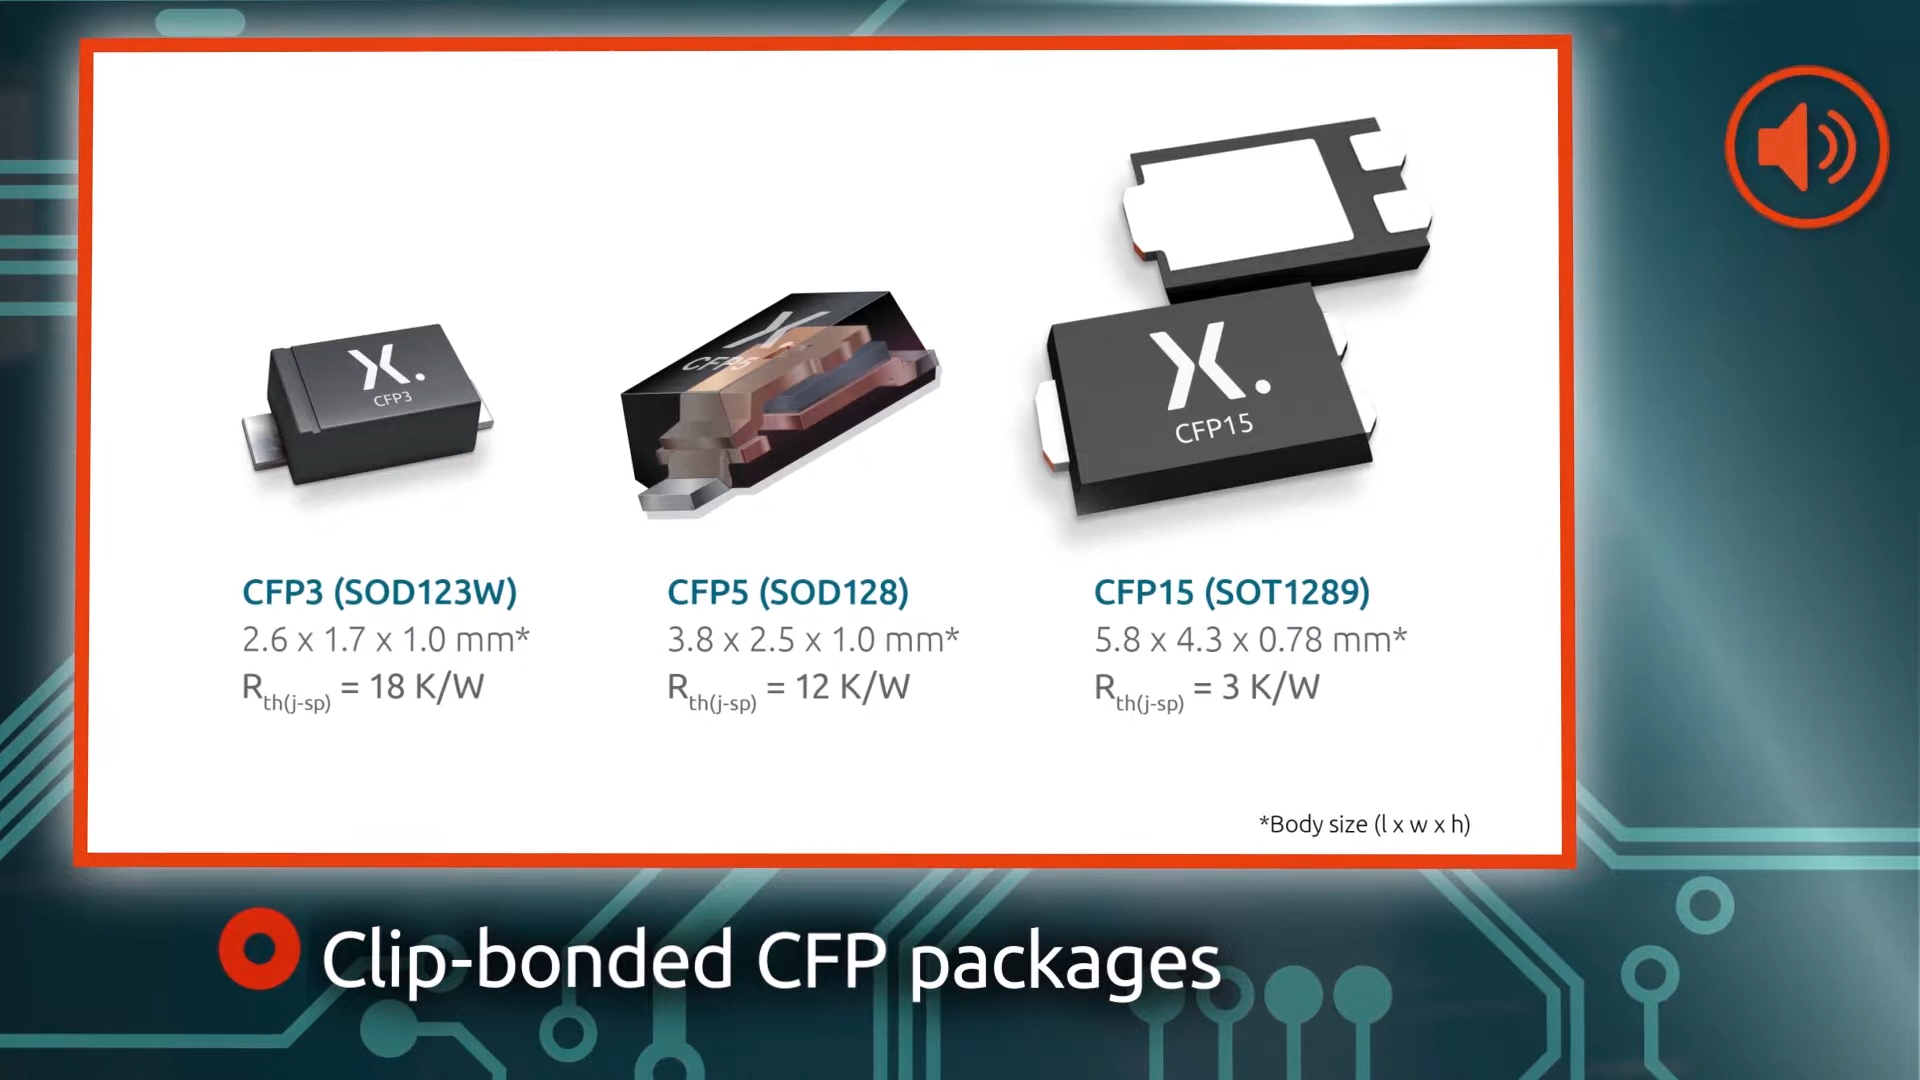 X.
CFP3
X.
CFP5
X.
CFP15
CFP3 (SOD123W)
2.6 x 1.7 x 1.0 mm*
Rth(j-sp) = 18 K/W
CFP5 (SOD128)
3.8 x 2.5 x 1.0 mm*
Rth(j-sp) = 12 K/W
CFP15 (SOT1289)
5.8 x 4.3 x 0.78 mm*
Rth(j-sp) = 3 K/W
*Body size (l x w x h)
Clip-bonded CFP packages